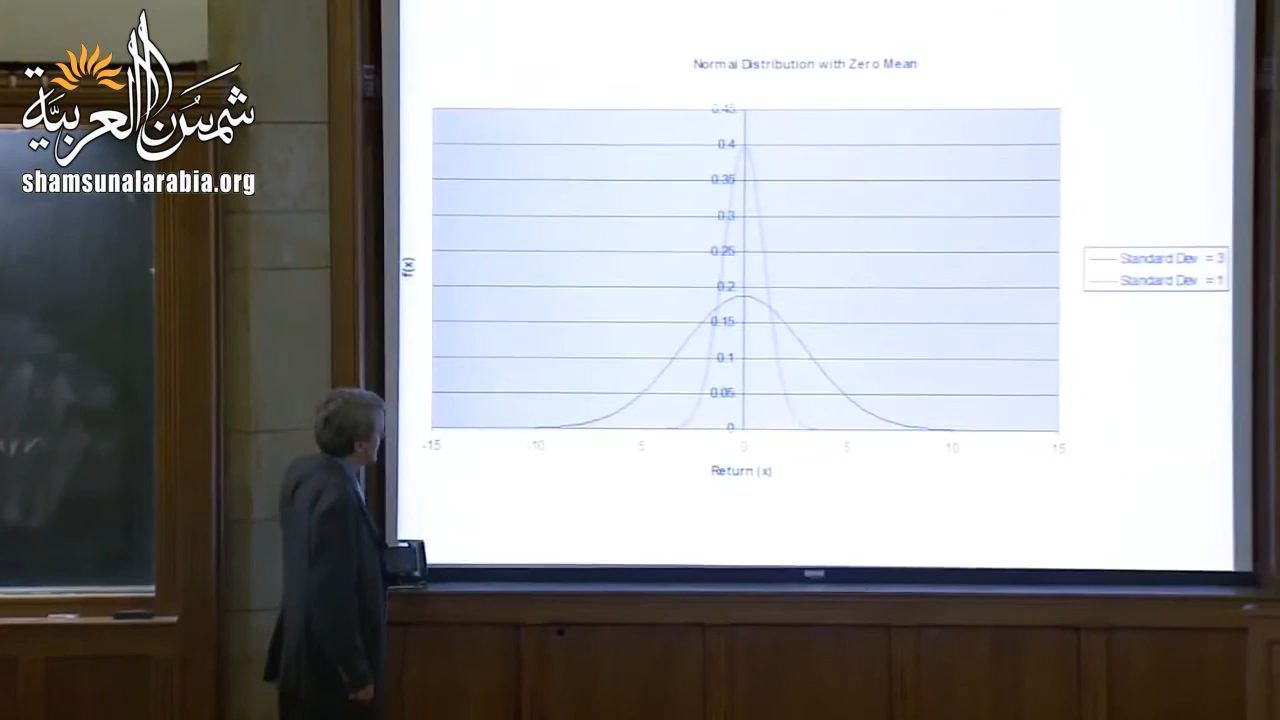 شمس العربية
shamsunalarabia.org
Normal Distribution with Zero Mean
0.45
0.4
0.35
0.3
0.25
0.2
0.15
0.1
0.05
0
f(x)
-15 -10 5 0 5 10 15
Return (x)
Standard Dev. = 3
Standard Dev. = 1